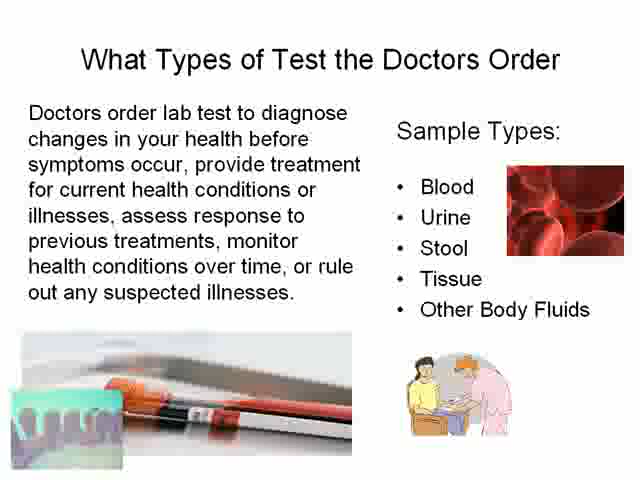 What Types of Test the Doctors Order
Doctors order lab test to diagnose
changes in your health before
symptoms occur, provide treatment
for current health conditions or
illnesses, assess response to
previous treatments, monitor
health conditions over time, or rule
out any suspected illnesses.
Sample Types:
• Blood
• Urine
• Stool
• Tissue
• Other Body Fluids